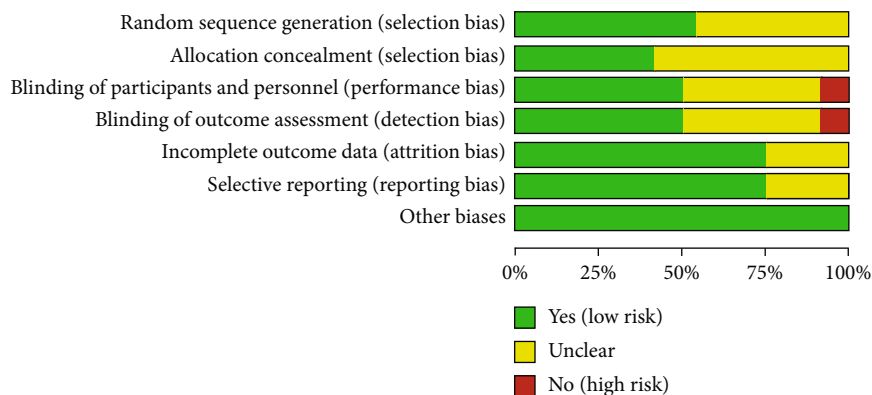 Random sequence generation (selection bias)
Allocation concealment (selection bias)
Blinding of participants and personnel (performance bias)
Blinding of outcome assessment (detection bias)
Incomplete outcome data (attrition bias)
Selective reporting (reporting bias)
Other biases
0% 25% 50% 75% 100%
Yes (low risk)
Unclear
No (high risk)